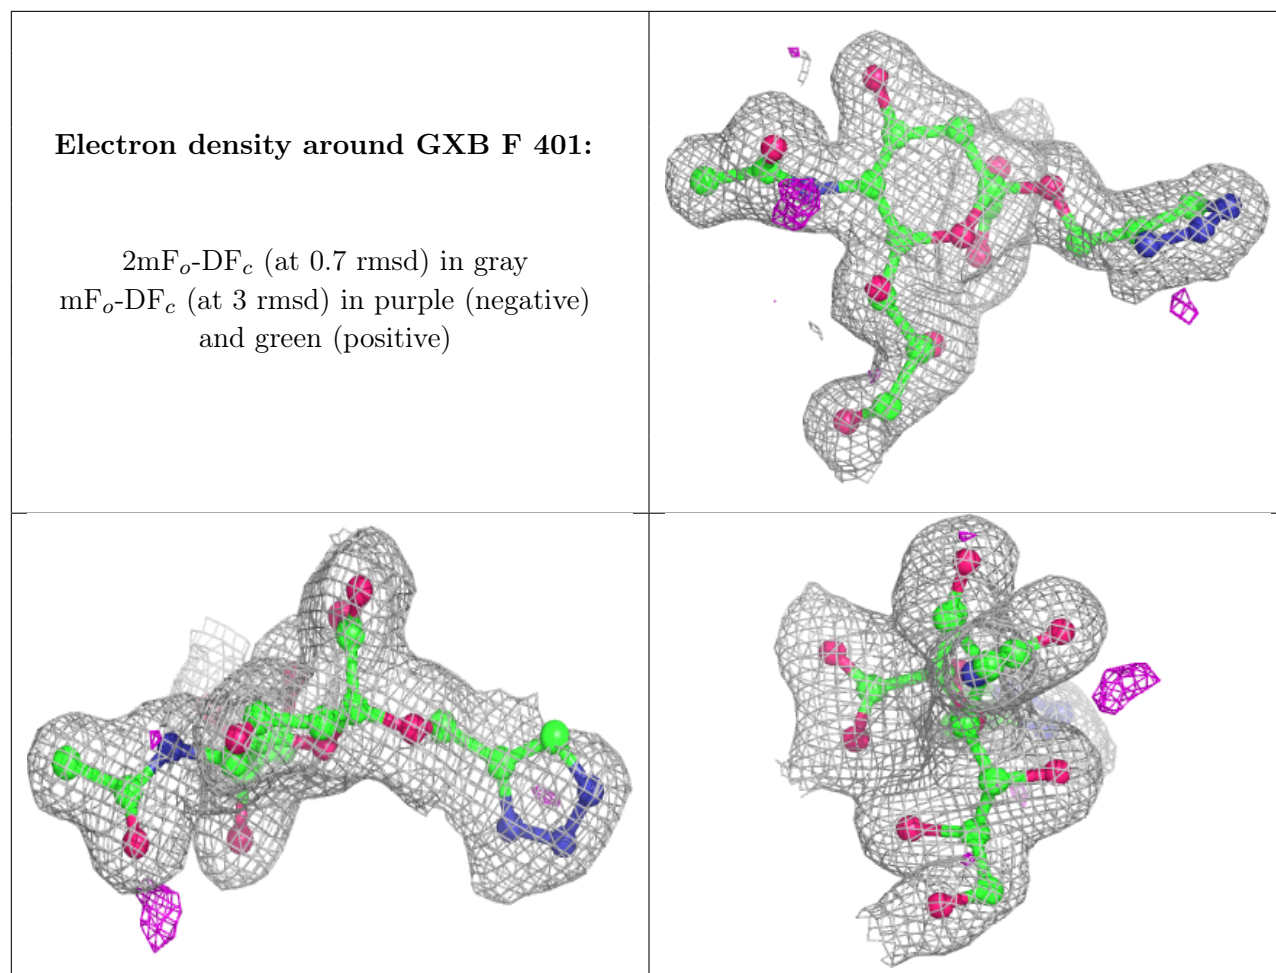 Electron density around GXB F 401:
2mFo-DFc (at 0.7 rmsd) in gray
mFo-DFc (at 3 rmsd) in purple (negative)
and green (positive)